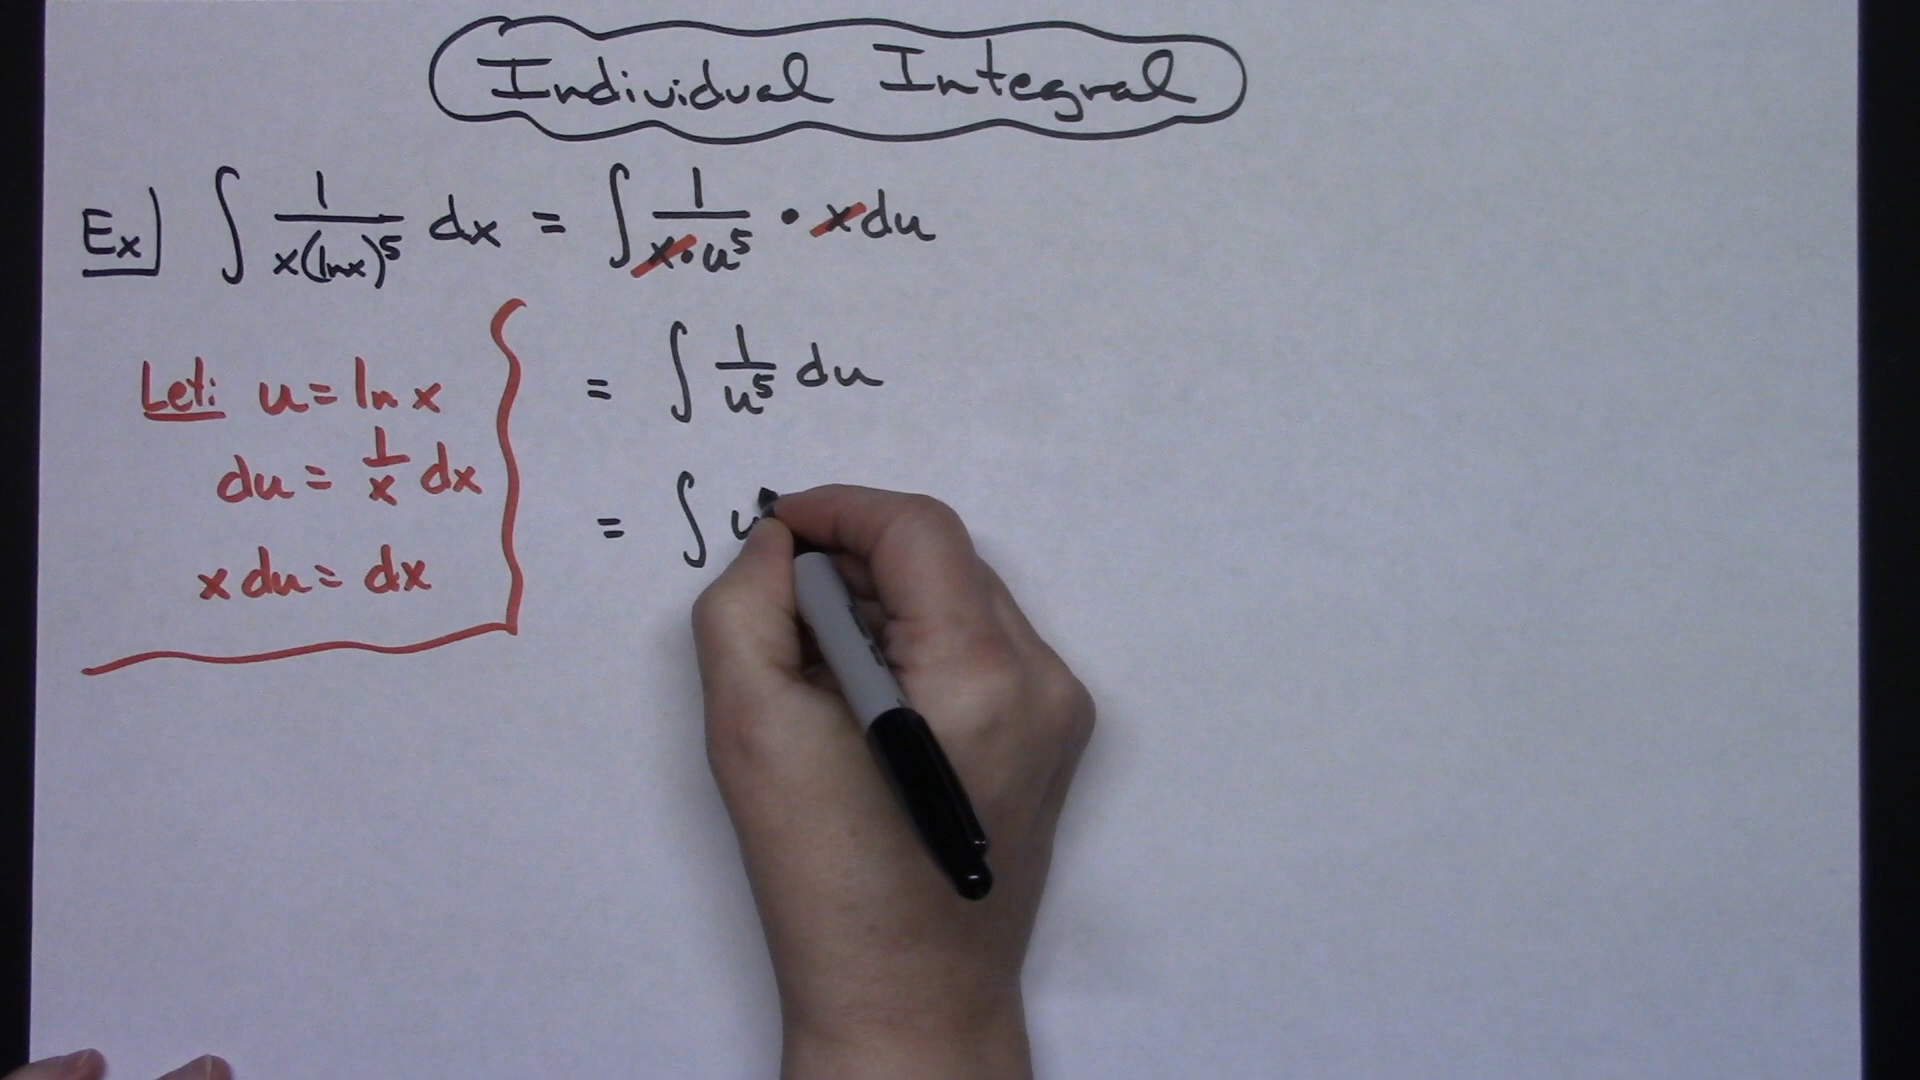 Individual Integral
Ex] ∫ 1/(x(lnx)^5) dx = ∫ 1/(x·u^5) • x du
Let: u = ln x
du = 1/x dx
x du = dx
= ∫ 1/u^5 du
= ∫ u